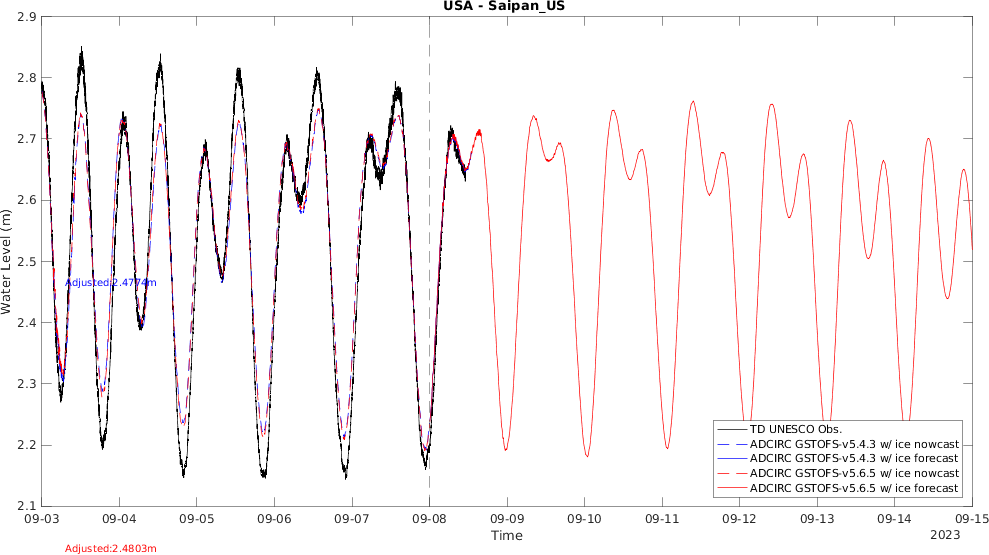 USA - Saipan_US
2.9
2.8
2.7
2.6
2.5
2.4
2.3
2.2
2.1
Water Level (m)
Adjusted:2.4774m
TD UNESCO Obs.
ADCIRC GSTOFS-v5.4.3 w/ ice nowcast
ADCIRC GSTOFS-v5.4.3 w/ ice forecast
ADCIRC GSTOFS-v5.6.5 w/ ice nowcast
ADCIRC GSTOFS-v5.6.5 w/ ice forecast
09-03 09-04 09-05 09-06 09-07 09-08 09-09 09-10 09-11 09-12 09-13 09-14 09-15
Time
2023
Adjusted:2.4803m